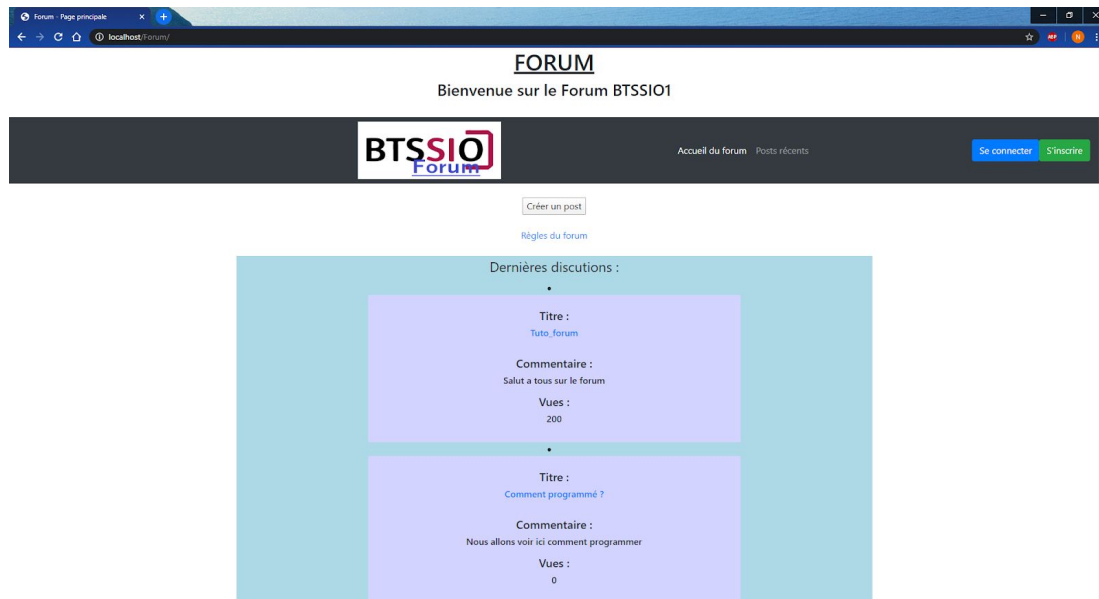 Forum - Page principale
localhost/Forum/
ABP
N
FORUM
Bienvenue sur le Forum BTSSIO1
BTSSIO
Forum
Accueil du forum Posts récents
Se connecter S'inscrire
Créer un post
Règles du forum
Dernières discutions :
Titre :
Tuto_forum
Commentaire :
Salut a tous sur le forum
Vues :
200
Titre :
Comment programmé ?
Commentaire :
Nous allons voir ici comment programmer
Vues :
0